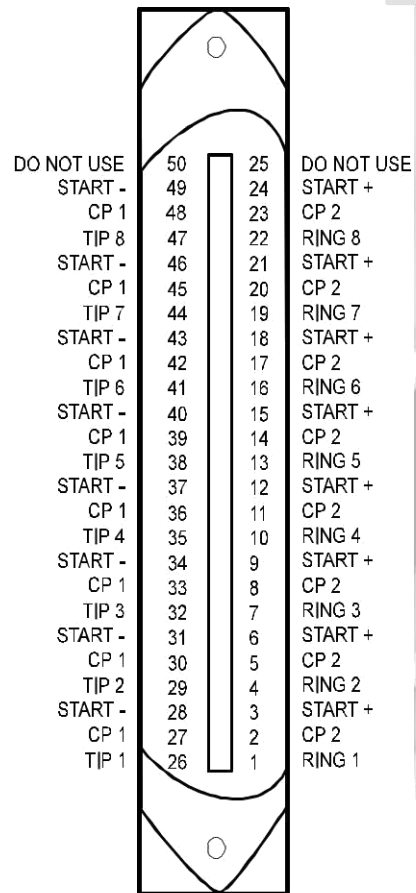 DO NOT USE 50 25 DO NOT USE
START - 49 24 START +
CP 1 48 23 CP 2
TIP 8 47 22 RING 8
START - 46 21 START +
CP 1 45 20 CP 2
TIP 7 44 19 RING 7
START - 43 18 START +
CP 1 42 17 CP 2
TIP 6 41 16 RING 6
START - 40 15 START +
CP 1 39 14 CP 2
TIP 5 38 13 RING 5
START - 37 12 START +
CP 1 36 11 CP 2
TIP 4 35 10 RING 4
START - 34 9 START +
CP 1 33 8 CP 2
TIP 3 32 7 RING 3
START - 31 6 START +
CP 1 30 5 CP 2
TIP 2 29 4 RING 2
START - 28 3 START +
CP 1 27 2 CP 2
TIP 1 26 1 RING 1